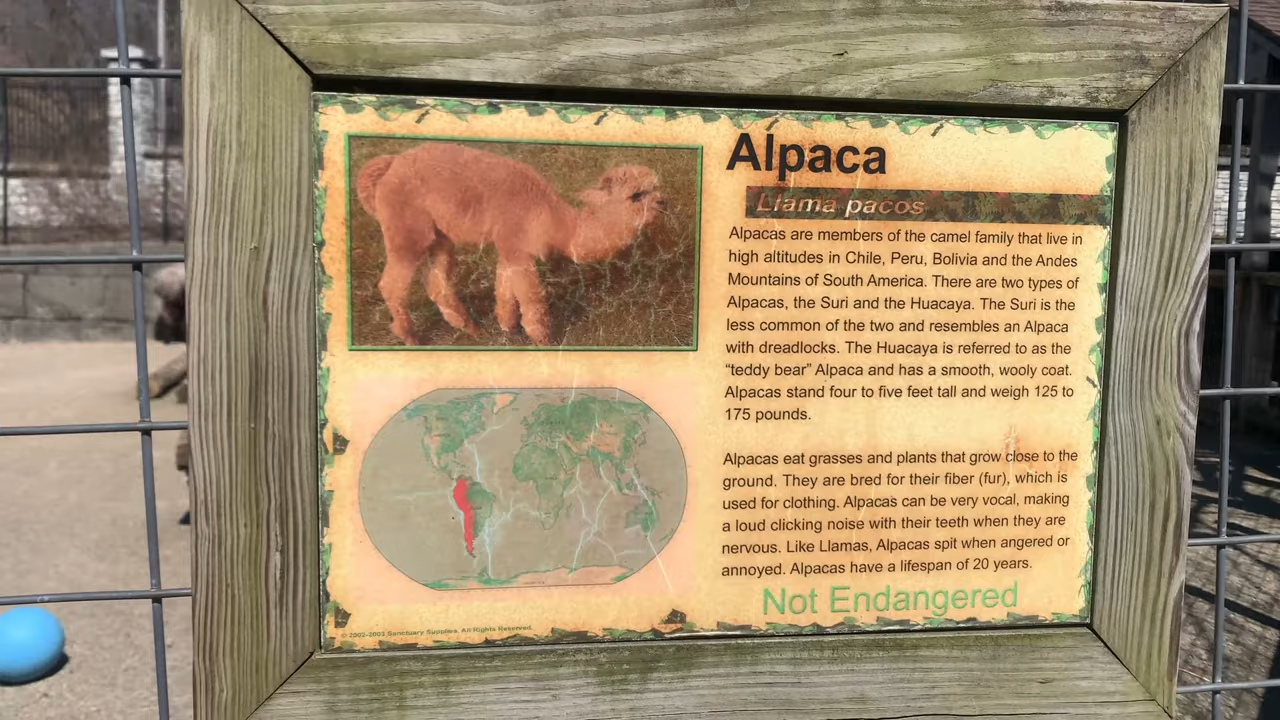 Alpaca
Llama pacos
Alpacas are members of the camel family that live in
high altitudes in Chile, Peru, Bolivia and the Andes
Mountains of South America. There are two types of
Alpacas, the Suri and the Huacaya. The Suri is the
less common of the two and resembles an Alpaca
with dreadlocks. The Huacaya is referred to as the
“teddy bear” Alpaca and has a smooth, wooly coat.
Alpacas stand four to five feet tall and weigh 125 to
175 pounds.
Alpacas eat grasses and plants that grow close to the
ground. They are bred for their fiber (fur), which is
used for clothing. Alpacas can be very vocal, making
a loud clicking noise with their teeth when they are
nervous. Like Llamas, Alpacas spit when angered or
annoyed. Alpacas have a lifespan of 20 years.
Not Endangered
© 2002-2003 Sanctuary Supplies. All Rights Reserved.